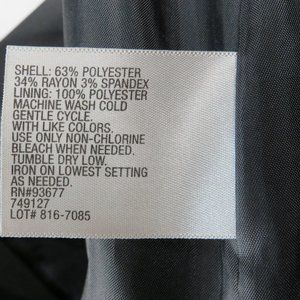 SHELL: 63% POLYESTER
34% RAYON 3% SPANDEX
LINING: 100% POLYESTER
MACHINE WASH COLD
GENTLE CYCLE.
WITH LIKE COLORS.
USE ONLY NON-CHLORINE
BLEACH WHEN NEEDED.
TUMBLE DRY LOW.
IRON ON LOWEST SETTING
AS NEEDED.
RN#93677
749127
LOT# 816-7085